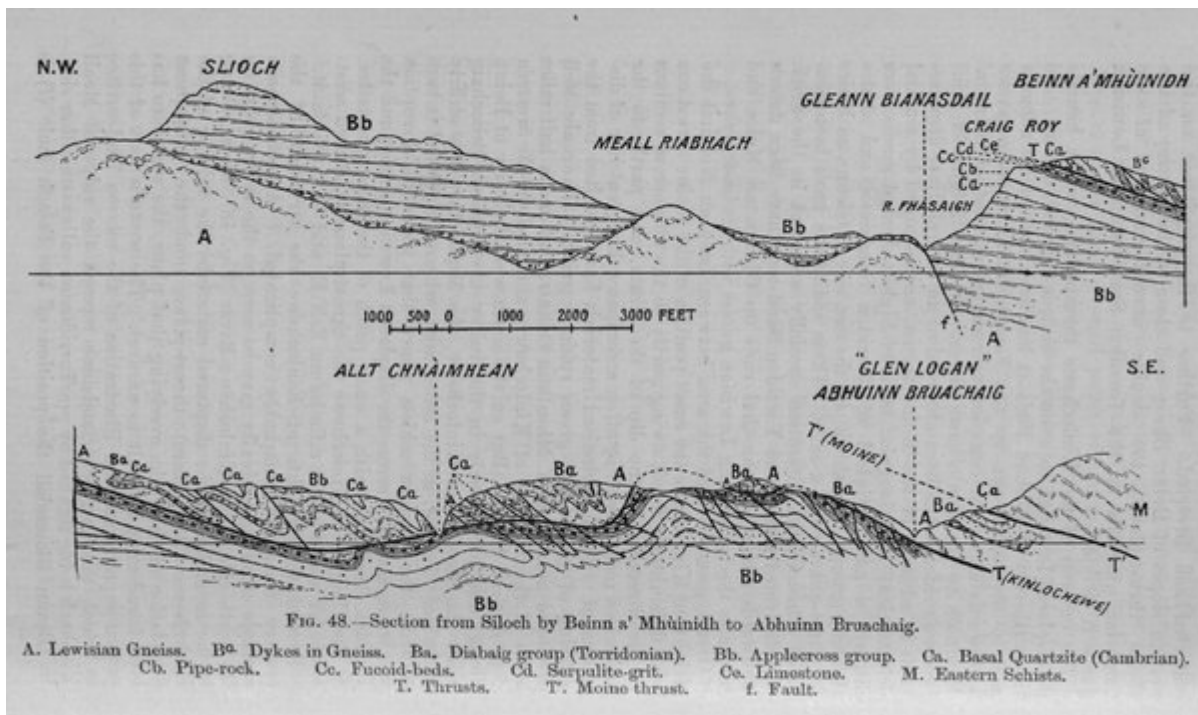 N.W.
SLIOCH
BEINN A'MHÙINIDH
GLEANN BIANASDAIL
CRAIG ROY
Bb
MEALL RIABHACH
Cc Cd Ce T Ca
Bᴳ
Cb
Ca
R. FHASAIGH
A
Bb
Bb
f
A
1000 500 0 1000 2000 3000 FEET
ALLT CHNÀIMHEAN
"GLEN LOGAN"
ABHUINN BRUACHAIG
S.E.
T'(MOINE)
A Ba Ca Ca Ca Ca Bb Ca Ca
Ca Ba A Ba A Ba
A Ba Ca
M
T'
T(KINLOCHEWE)
Bb
Bb
FIG. 48.—Section from Sìloch by Beinn a' Mhùinidh to Abhuinn Bruachaig.
A. Lewisian Gneiss. Bᴳ. Dykes in Gneiss. Ba. Diabaig group (Torridonian). Bb. Applecross group. Ca. Basal Quartzite (Cambrian).
Cb. Pipe-rock. Cc. Fucoid-beds. Cd. Serpulite-grit. Ce. Limestone. M. Eastern Schists.
T. Thrusts. T'. Moine thrust. f. Fault.